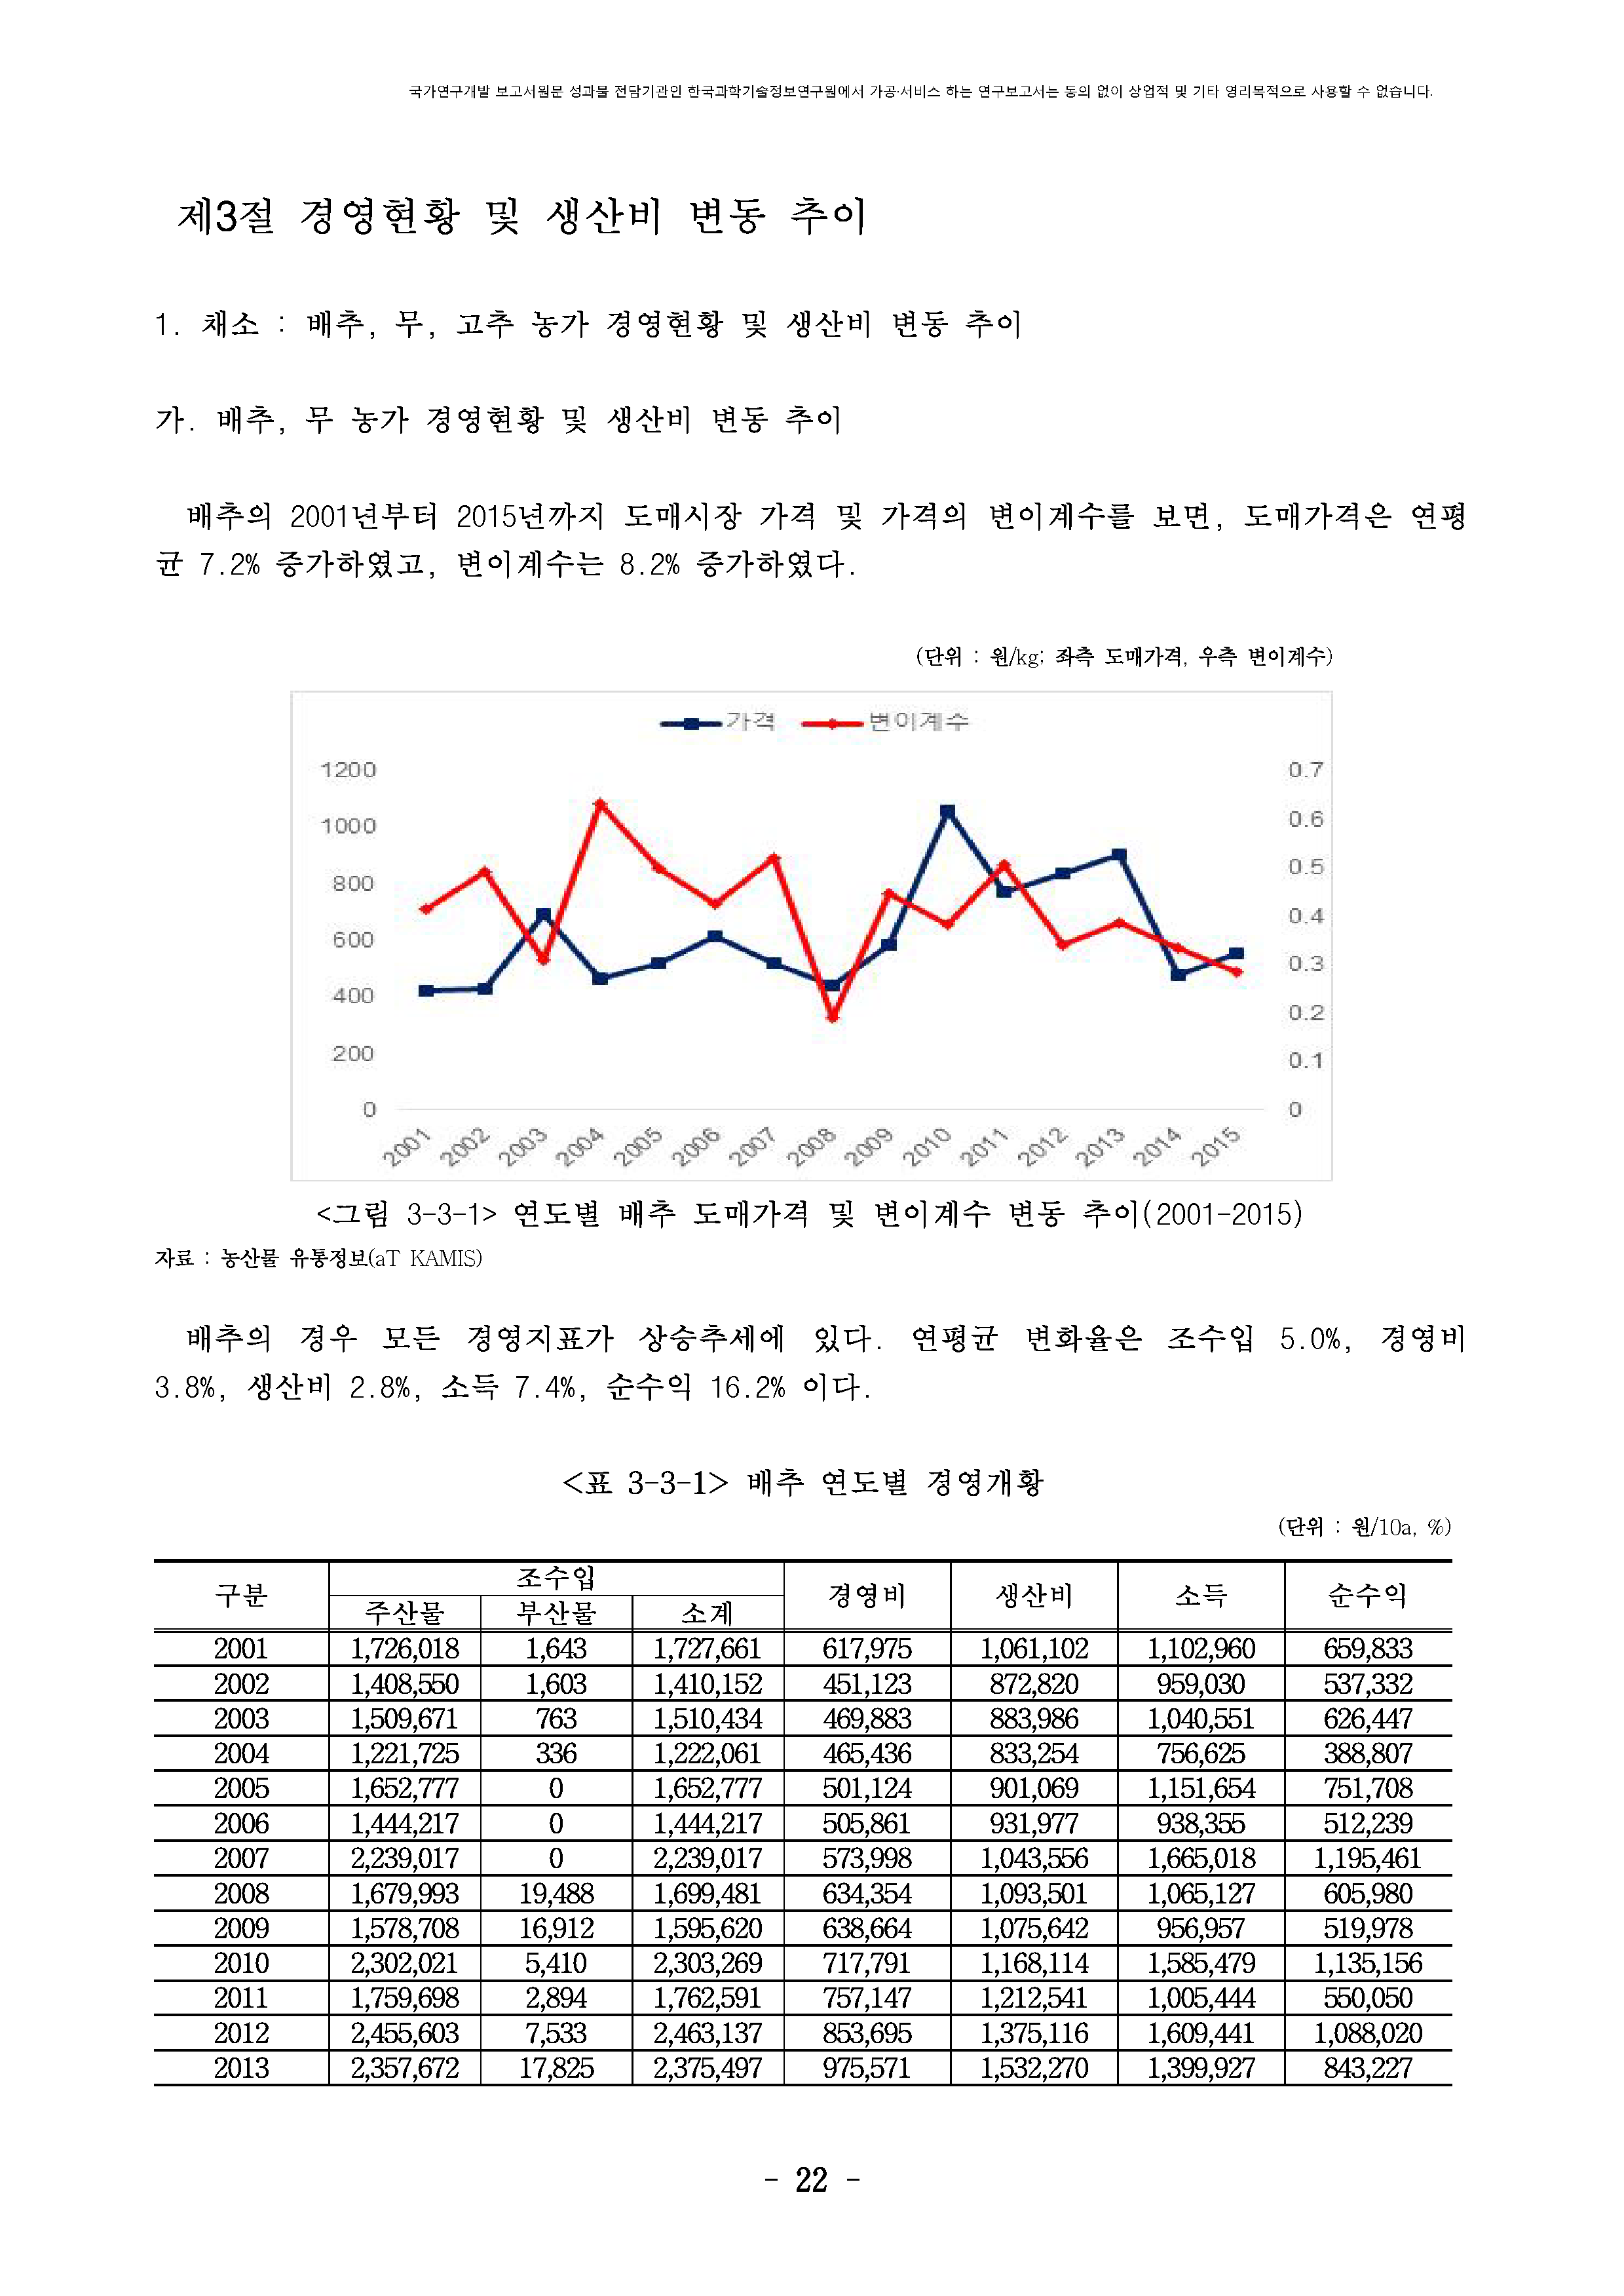 국가연구개발 보고서원문 성과물 전담기관인 한국과학기술정보연구원에서 가공·서비스 하는 연구보고서는 동의 없이 상업적 및 기타 영리목적으로 사용할 수 없습니다.
제3절 경영현황 및 생산비 변동 추이
1. 채소 : 배추, 무, 고추 농가 경영현황 및 생산비 변동 추이
가. 배추, 무 농가 경영현황 및 생산비 변동 추이
배추의 2001년부터 2015년까지 도매시장 가격 및 가격의 변이계수를 보면, 도매가격은 연평
균 7.2% 증가하였고, 변이계수는 8.2% 증가하였다.
(단위 : 원/kg; 좌측 도매가격, 우측 변이계수)
가격 변이계수
1200 0.7
1000 0.6
800 0.5
600 0.4
400 0.3
200 0.2
0 0.1
0
2001 2002 2003 2004 2005 2006 2007 2008 2009 2010 2011 2012 2013 2014 2015
<그림 3-3-1> 연도별 배추 도매가격 및 변이계수 변동 추이(2001-2015)
자료 : 농산물 유통정보(aT KAMIS)
배추의 경우 모든 경영지표가 상승추세에 있다. 연평균 변화율은 조수입 5.0%, 경영비
3.8%, 생산비 2.8%, 소득 7.4%, 순수익 16.2% 이다.
<표 3-3-1> 배추 연도별 경영개황
(단위 : 원/10a, %)
구분 조수입 경영비 생산비 소득 순수익
주산물 부산물 소계
2001 1,726,018 1,643 1,727,661 617,975 1,061,102 1,102,960 659,833
2002 1,408,550 1,603 1,410,152 451,123 872,820 959,030 537,332
2003 1,509,671 763 1,510,434 469,883 883,986 1,040,551 626,447
2004 1,221,725 336 1,222,061 465,436 833,254 756,625 388,807
2005 1,652,777 0 1,652,777 501,124 901,069 1,151,654 751,708
2006 1,444,217 0 1,444,217 505,861 931,977 938,355 512,239
2007 2,239,017 0 2,239,017 573,998 1,043,556 1,665,018 1,195,461
2008 1,679,993 19,488 1,699,481 634,354 1,093,501 1,065,127 605,980
2009 1,578,708 16,912 1,595,620 638,664 1,075,642 956,957 519,978
2010 2,302,021 5,410 2,303,269 717,791 1,168,114 1,585,479 1,135,156
2011 1,759,698 2,894 1,762,591 757,147 1,212,541 1,005,444 550,050
2012 2,455,603 7,533 2,463,137 853,695 1,375,116 1,609,441 1,088,020
2013 2,357,672 17,825 2,375,497 975,571 1,532,270 1,399,927 843,227
- 22 -